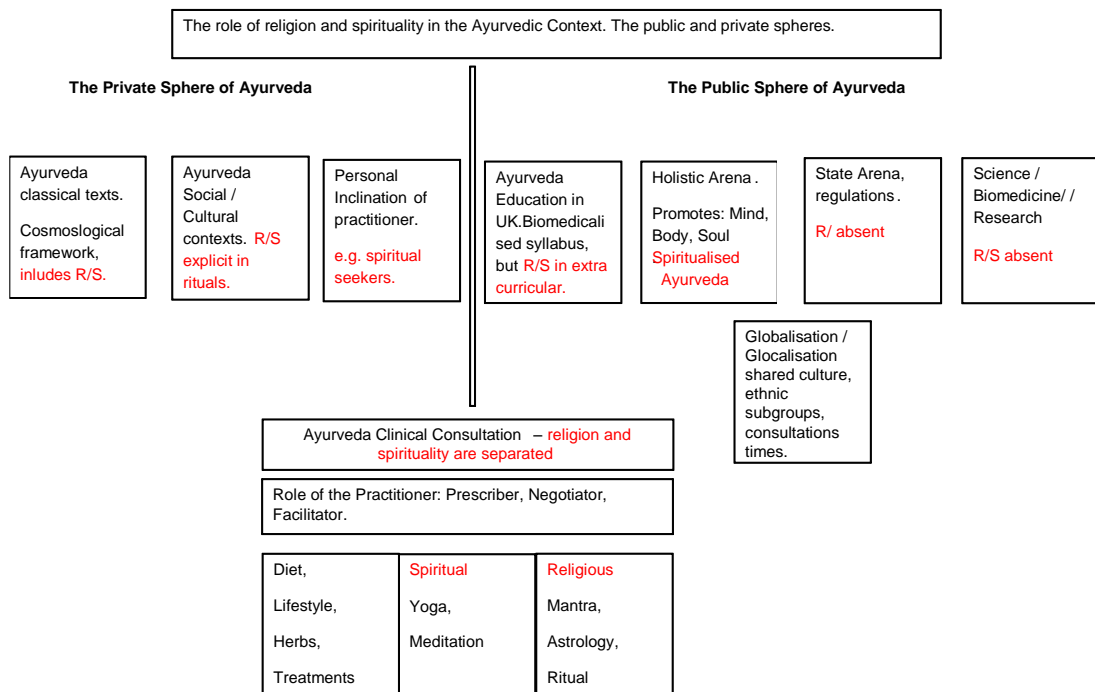 The role of religion and spirituality in the Ayurvedic Context. The public and private spheres.
The Private Sphere of Ayurveda
The Public Sphere of Ayurveda
Ayurveda
classical texts.
Cosmoslogical
framework,
inludes R/S.
Ayurveda
Social /
Cultural
contexts. R/S
explicit in
rituals.
Personal
Inclination of
practitioner.
e.g. spiritual
seekers.
Ayurveda
Education in
UK.Biomedicali
sed syllabus,
but R/S in extra
curricular.
Holistic Arena .
Promotes: Mind,
Body, Soul
Spiritualised
Ayurveda
State Arena,
regulations .
R/ absent
Science /
Biomedicine/ /
Research
R/S absent
Globalisation /
Glocalisation
shared culture,
ethnic
subgroups,
consultations
times.
Ayurveda Clinical Consultation – religion and
spirituality are separated
Role of the Practitioner: Prescriber, Negotiator,
Facilitator.
Diet,
Lifestyle,
Herbs,
Treatments
Spiritual
Yoga,
Meditation
Religious
Mantra,
Astrology,
Ritual